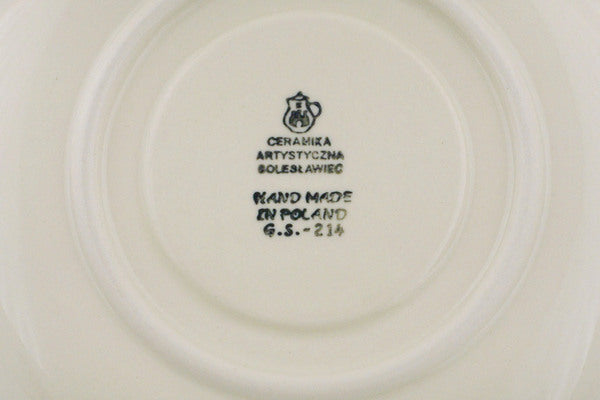 CERAMIKA
ARTYSTYCZNA
BOLESŁAWIEC
HAND MADE
IN POLAND
G.S.-214